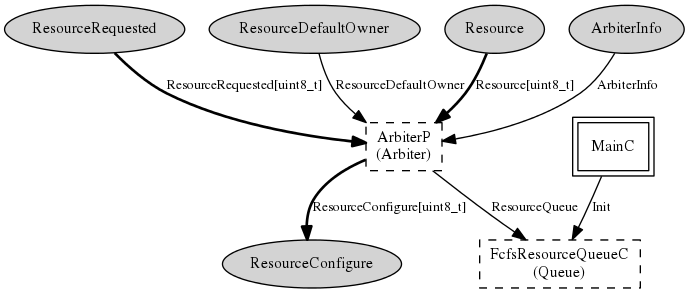 ResourceRequested
ResourceDefaultOwner
Resource
ArbiterInfo
ResourceRequested[uint8_t]
ResourceDefaultOwner
Resource[uint8_t]
ArbiterInfo
ArbiterP
(Arbiter)
MainC
ResourceConfigure[uint8_t]
ResourceQueue
Init
ResourceConfigure
FcfsResourceQueueC
(Queue)